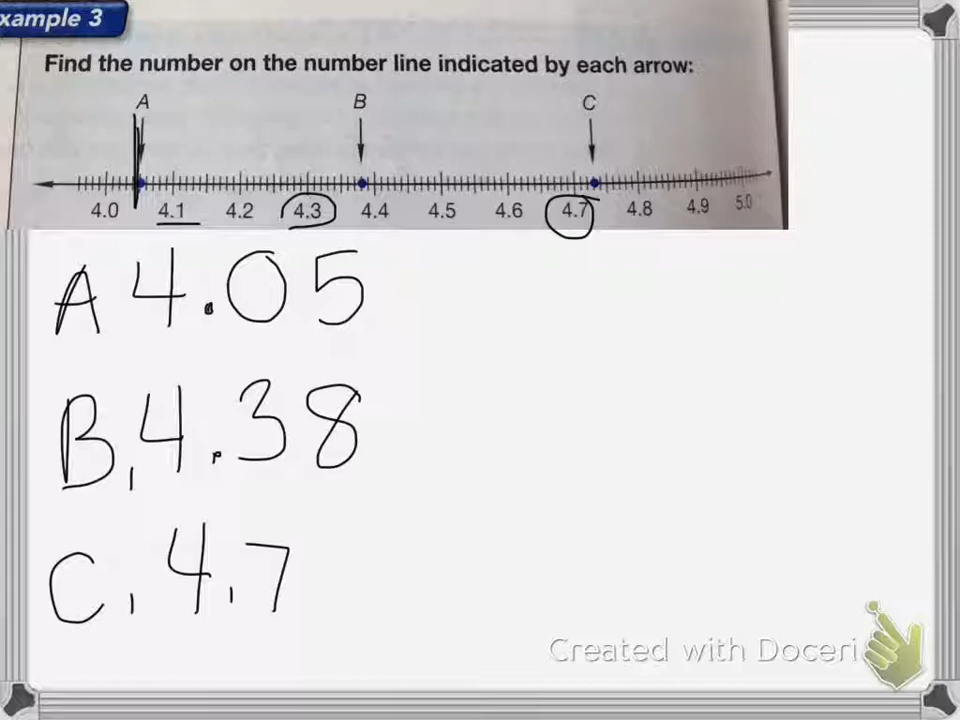 xample 3
Find the number on the number line indicated by each arrow:
A B C
4.0 4.1 4.2 4.3 4.4 4.5 4.6 4.7 4.8 4.9 5.0
A 4.05
B. 4.38
C. 4.7
Created with Doceri